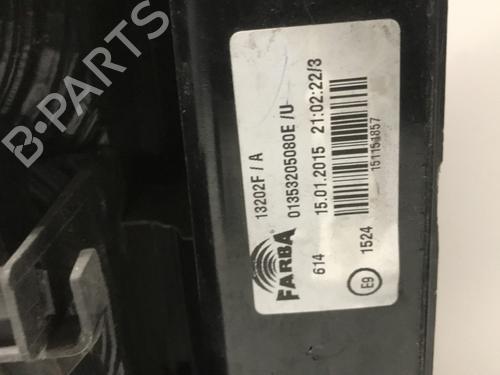 13202F / A
01353205080E /U
15.01.2015 21:02:22/3
151154857
FARBA
614
1524
E9
B-PARTS